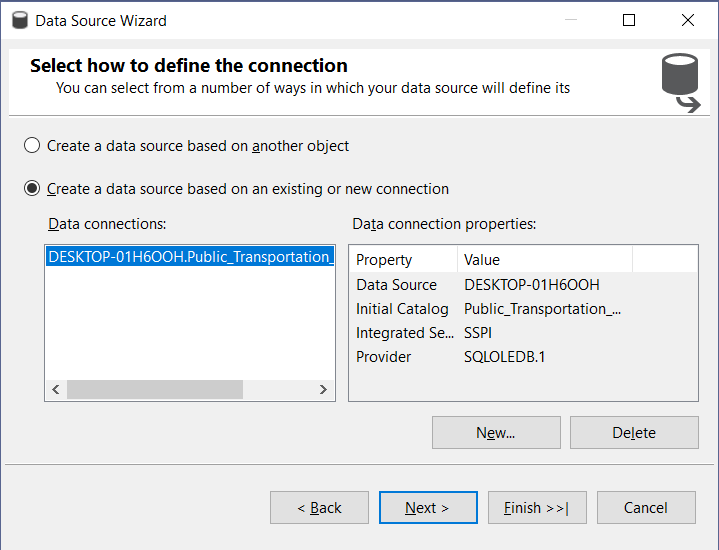 Data Source Wizard
Select how to define the connection
You can select from a number of ways in which your data source will define its
Create a data source based on another object
Create a data source based on an existing or new connection
Data connections:
Data connection properties:
DESKTOP-01H6OOH.Public_Transportation_
Property Value
Data Source DESKTOP-01H6OOH
Initial Catalog Public_Transportation_...
Integrated Se... SSPI
Provider SQLOLEDB.1
New... Delete
< Back Next > Finish >>| Cancel